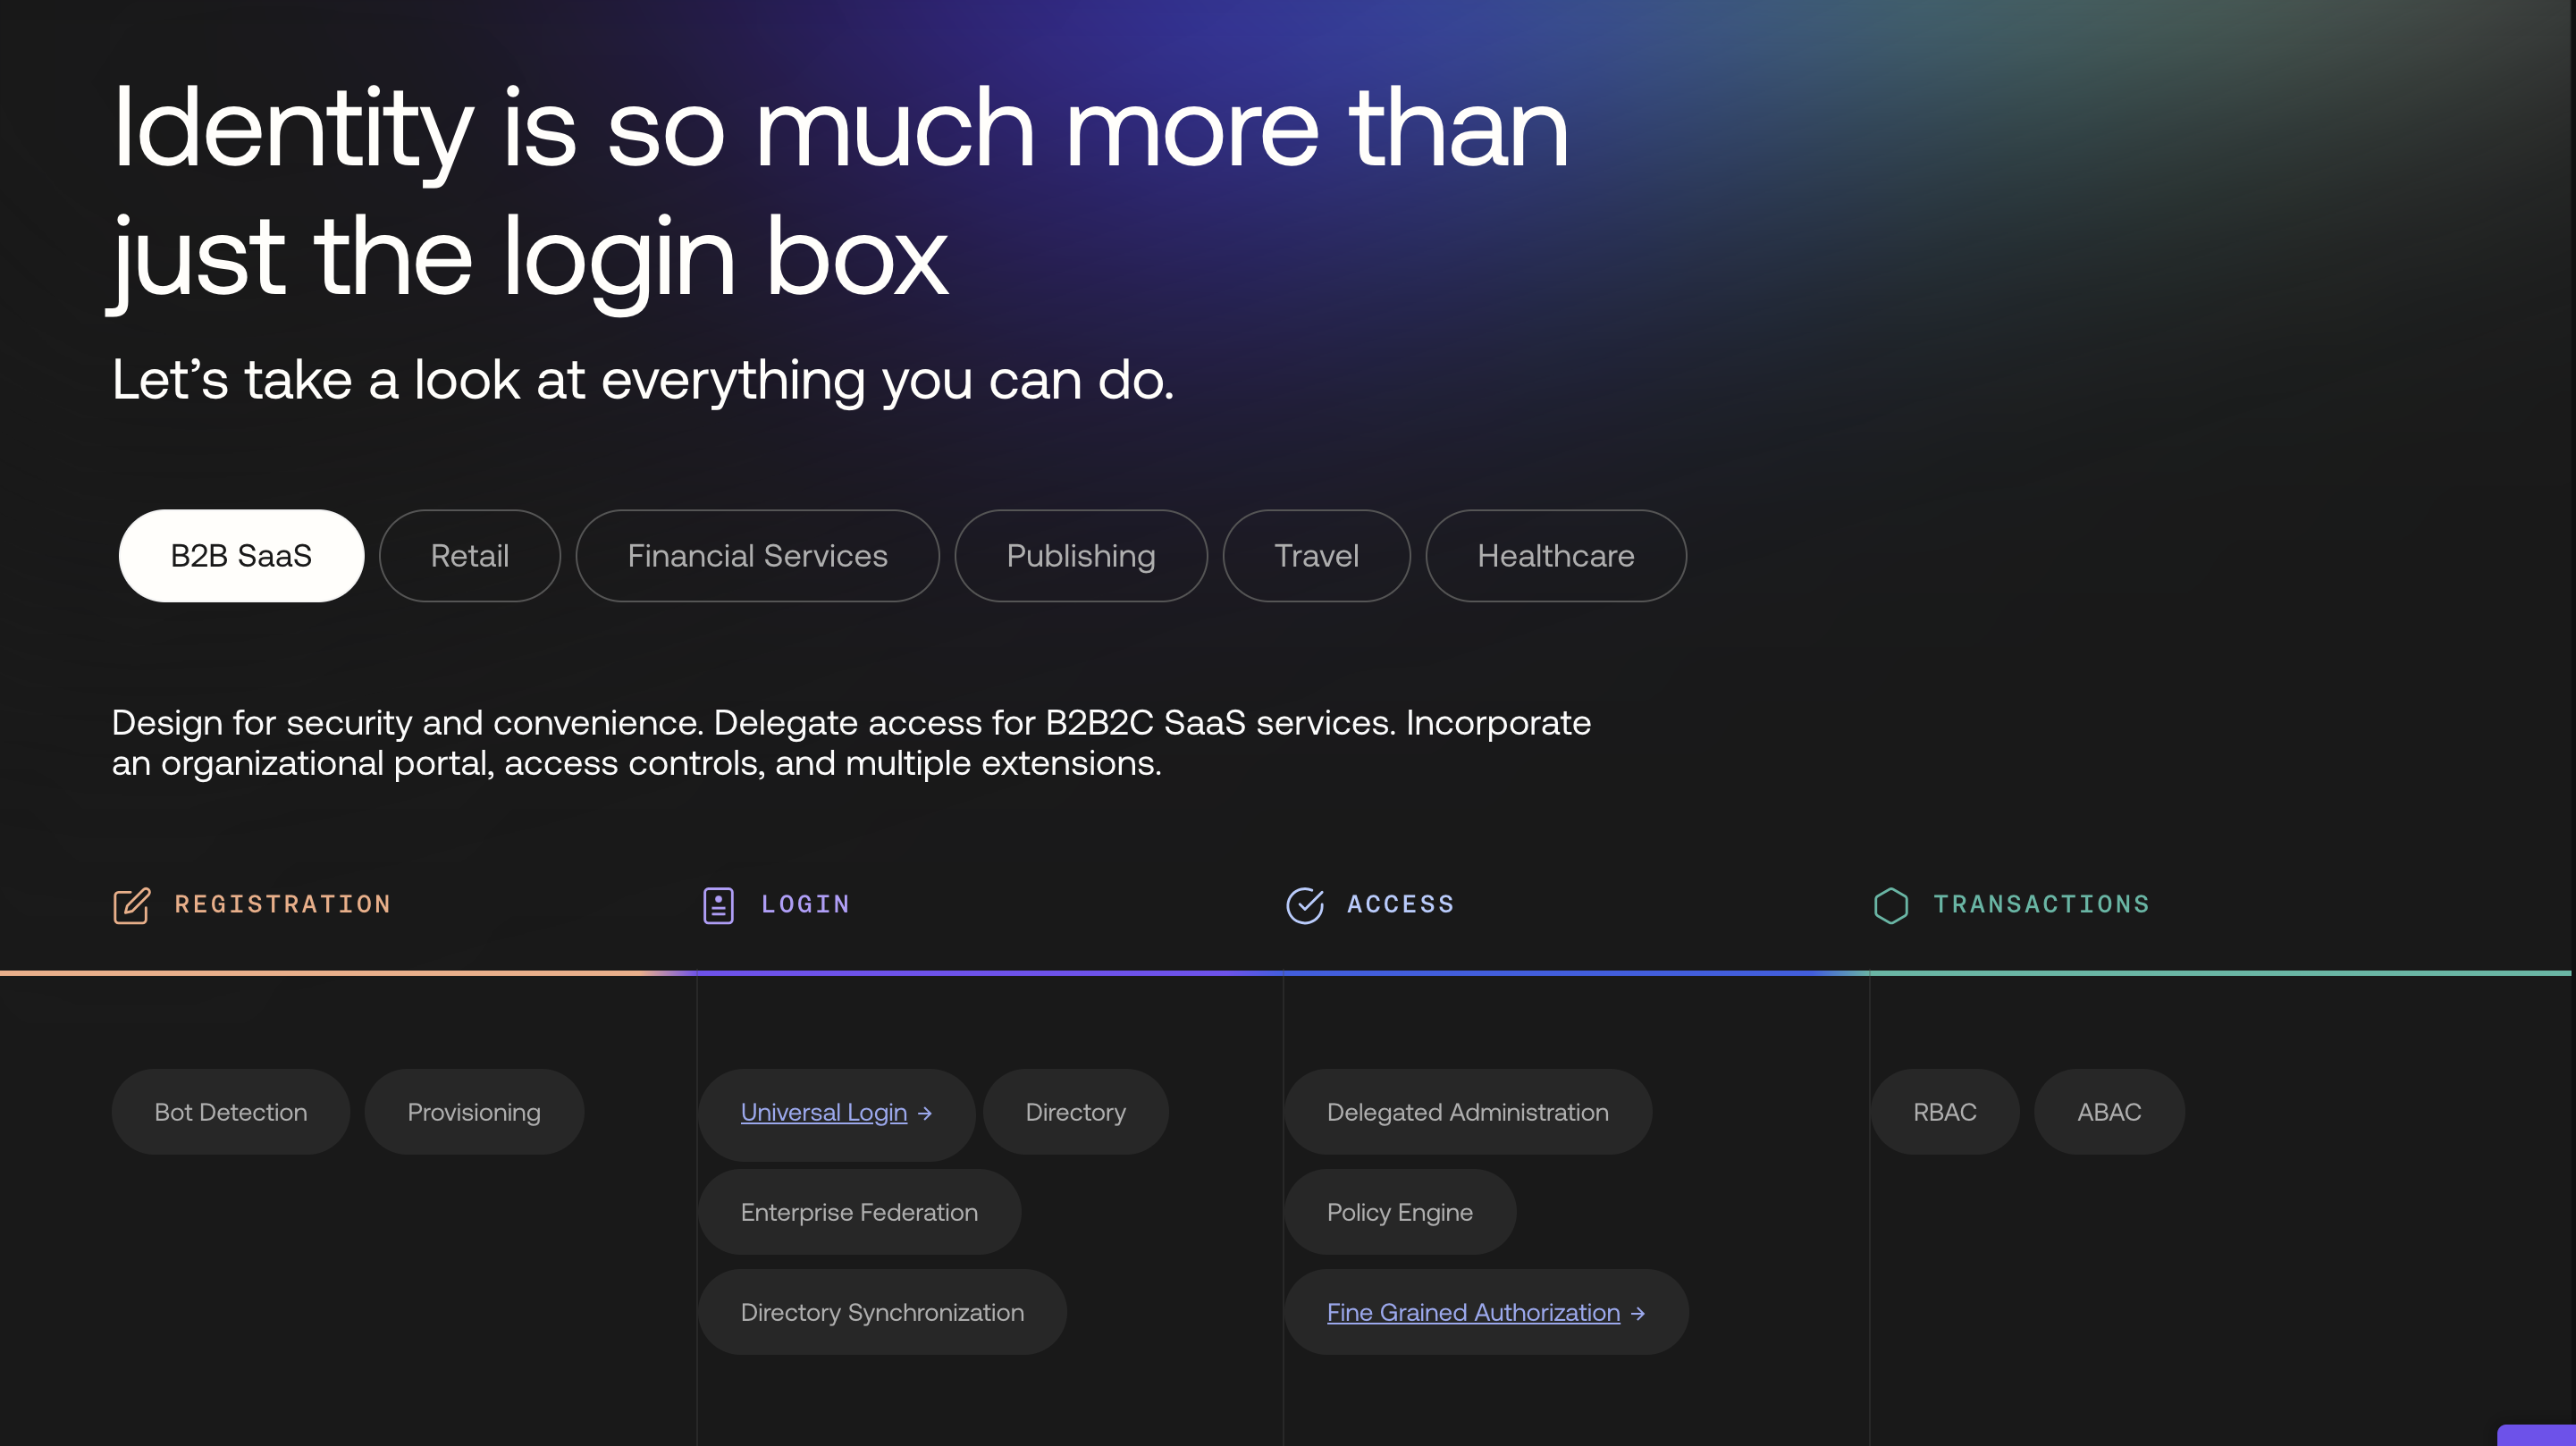 Identity is so much more than
just the login box
Let’s take a look at everything you can do.
B2B SaaS
Retail
Financial Services
Publishing
Travel
Healthcare
Design for security and convenience. Delegate access for B2B2C SaaS services. Incorporate
an organizational portal, access controls, and multiple extensions.
REGISTRATION
LOGIN
ACCESS
TRANSACTIONS
Bot Detection
Provisioning
Universal Login →
Directory
Enterprise Federation
Directory Synchronization
Delegated Administration
Policy Engine
Fine Grained Authorization →
RBAC
ABAC